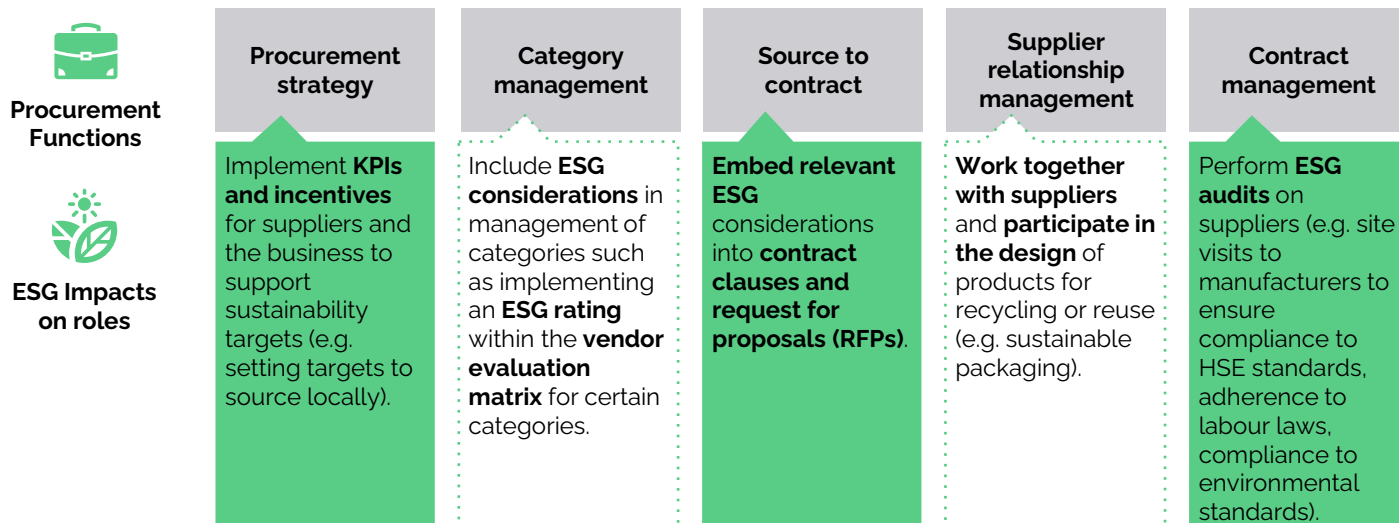 Procurement
Functions
ESG Impacts
on roles
Procurement
strategy
Implement KPIs
and incentives
for suppliers and
the business to
support
sustainability
targets (e.g.
setting targets to
source locally).
Category
management
Include ESG
considerations in
management of
categories such
as implementing
an ESG rating
within the vendor
evaluation
matrix for certain
categories.
Source to
contract
Embed relevant
ESG
considerations
into contract
clauses and
request for
proposals (RFPs).
Supplier
relationship
management
Work together
with suppliers
and participate in
the design of
products for
recycling or reuse
(e.g. sustainable
packaging).
Contract
management
Perform ESG
audits on
suppliers (e.g. site
visits to
manufacturers to
ensure
compliance to
HSE standards,
adherence to
labour laws,
compliance to
environmental
standards).